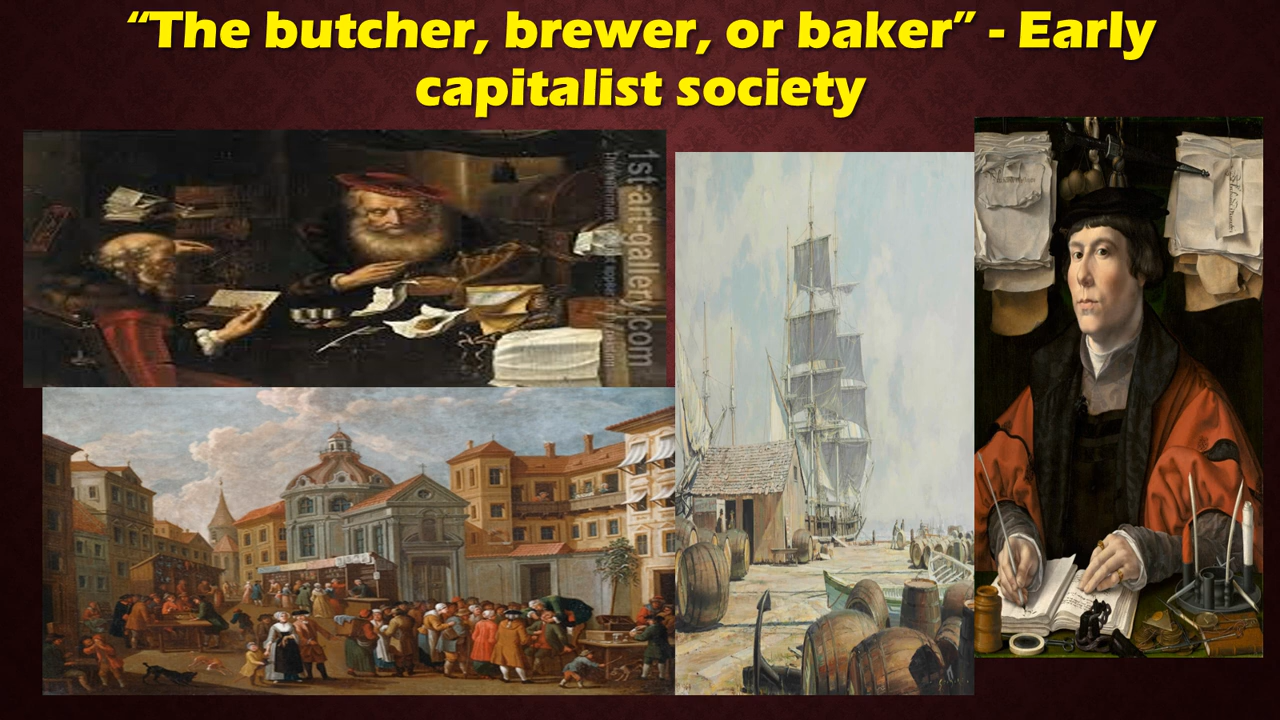 “The butcher, brewer, or baker” - Early
capitalist society
1st-art-gallery.com